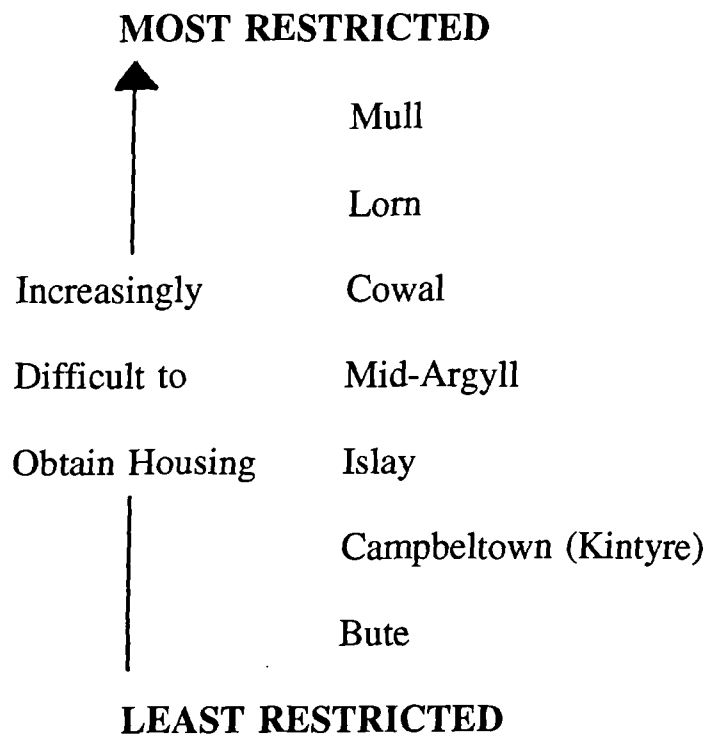 MOST RESTRICTED
Mull
Lorn
Increasingly Cowal
Difficult to Mid-Argyll
Obtain Housing Islay
Campbeltown (Kintyre)
Bute
LEAST RESTRICTED